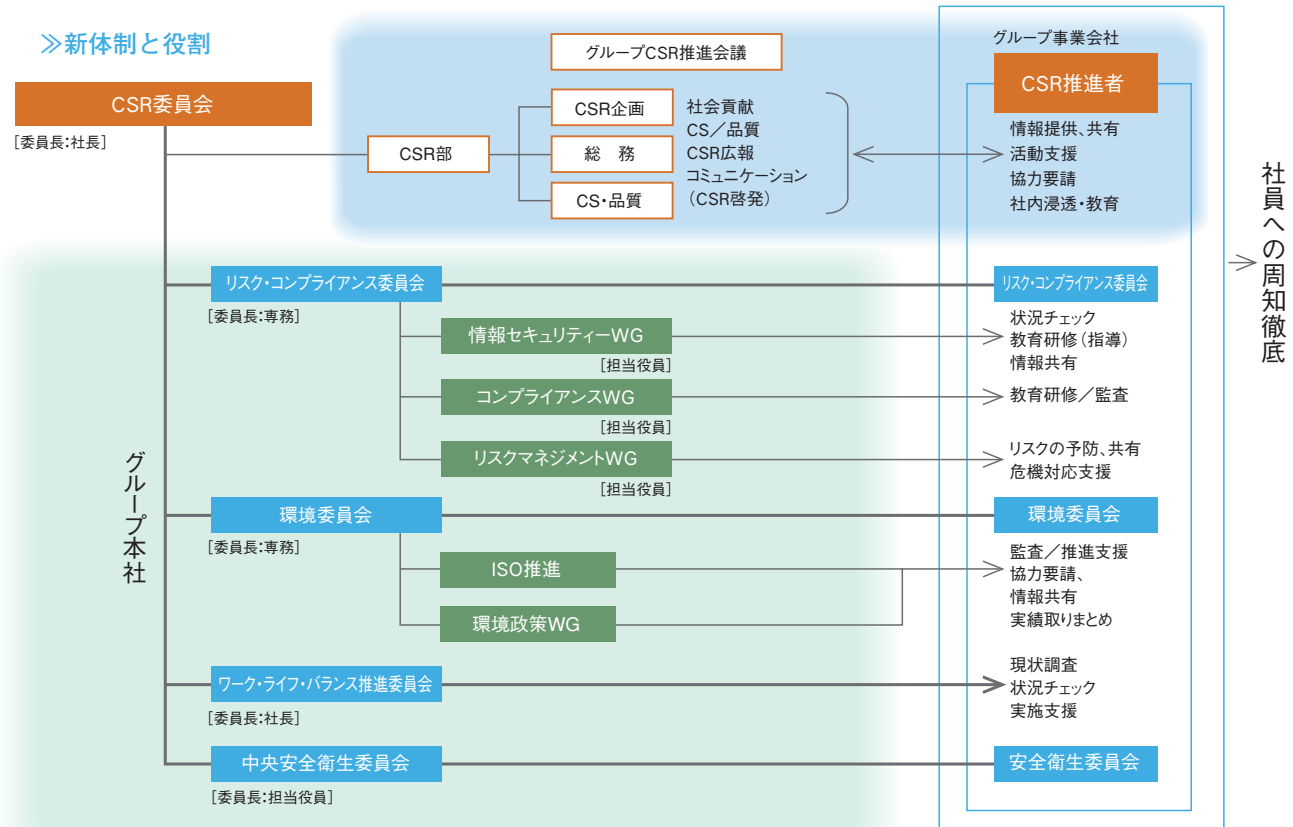 ≫新体制と役割
CSR委員会
[委員長:社長]
グループCSR推進会議
CSR部
CSR企画
総　務
CS・品質
社会貢献
CS／品質
CSR広報
コミュニケーション
（CSR啓発）
グループ事業会社
CSR推進者
情報提供、共有
活動支援
協力要請
社内浸透・教育
社員への周知徹底
グループ本社
リスク・コンプライアンス委員会
[委員長:専務]
情報セキュリティーWG
[担当役員]
コンプライアンスWG
[担当役員]
リスクマネジメントWG
[担当役員]
リスク・コンプライアンス委員会
状況チェック
教育研修（指導）
情報共有
教育研修／監査
リスクの予防、共有
危機対応支援
環境委員会
[委員長:専務]
ISO推進
環境政策WG
環境委員会
監査／推進支援
協力要請、
情報共有
実績取りまとめ
ワーク・ライフ・バランス推進委員会
[委員長:社長]
現状調査
状況チェック
実施支援
中央安全衛生委員会
[委員長:担当役員]
安全衛生委員会